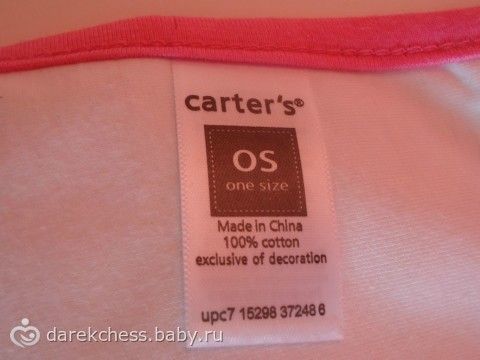 carter's®
OS
one size
Made in China
100% cotton
exclusive of decoration
upc7 15298 37248 6
darekchess.baby.ru